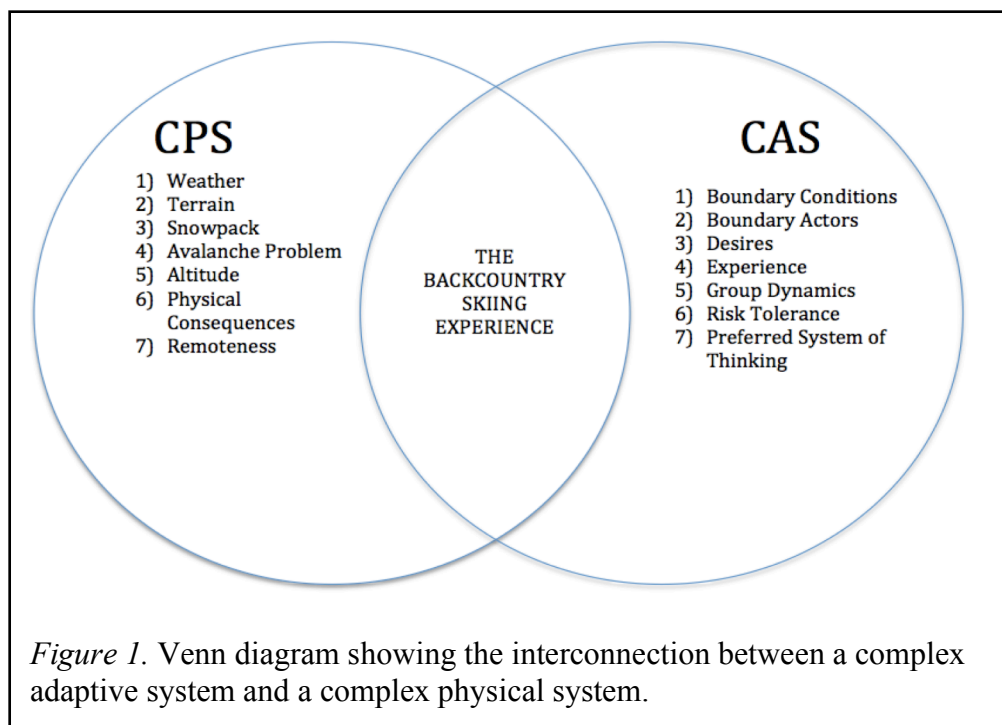 CPS
1) Weather
2) Terrain
3) Snowpack
4) Avalanche Problem
5) Altitude
6) Physical
Consequences
7) Remoteness
THE
BACKCOUNTRY
SKIING
EXPERIENCE
CAS
1) Boundary Conditions
2) Boundary Actors
3) Desires
4) Experience
5) Group Dynamics
6) Risk Tolerance
7) Preferred System of
Thinking
Figure 1. Venn diagram showing the interconnection between a complex
adaptive system and a complex physical system.